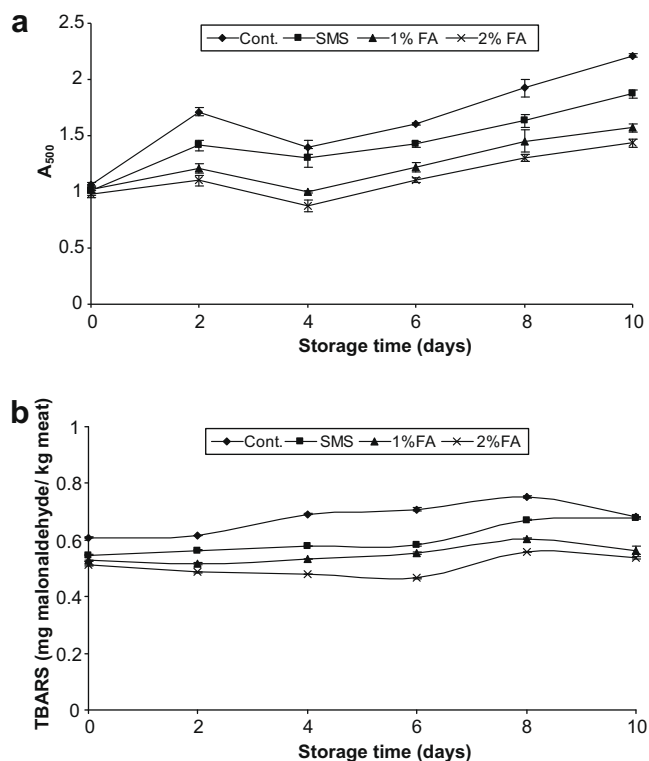 a
2.5
Cont. SMS 1% FA 2% FA
2
1.5
A500
1
0.5
0
0 2 4 6 8 10
Storage time (days)
b
1
Cont. SMS 1%FA 2%FA
0.8
0.6
TBARS (mg malonaldehyde/ kg meat)
0.4
0.2
0
0 2 4 6 8 10
Storage time (days)